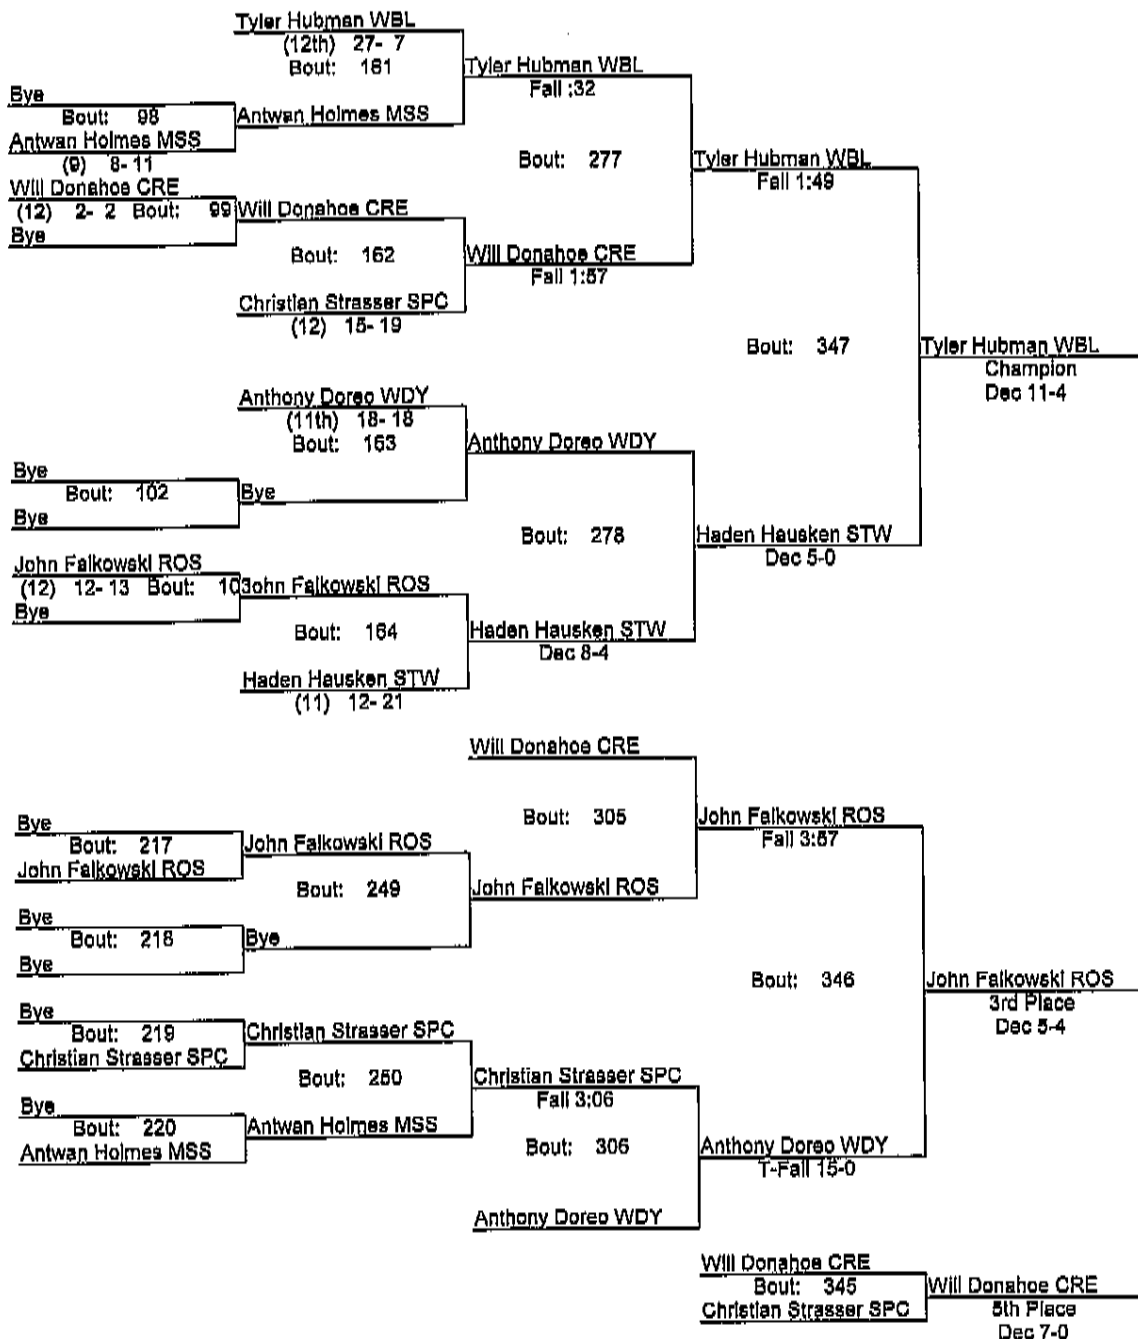 Tyler Hubman WBL
(12th) 27- 7
Bout: 161
Tyler Hubman WBL
Fall :32
Bye
Bout: 98
Antwan Holmes MSS
Antwan Holmes MSS
(9) 8- 11
Bout: 277
Tyler Hubman WBL
Fall 1:49
Will Donahoe CRE
(12) 2- 2 Bout: 99
Will Donahoe CRE
Bye
Bout: 162
Will Donahoe CRE
Fall 1:57
Christian Strasser SPC
(12) 15- 19
Bout: 347
Tyler Hubman WBL
Champion
Dec 11-4
Anthony Doreo WDY
(11th) 18- 18
Bout: 163
Anthony Doreo WDY
Bye
Bout: 102
Bye
Bye
Bout: 278
Haden Hausken STW
Dec 5-0
John Falkowski ROS
(12) 12- 13 Bout: 103
John Falkowski ROS
Bye
Bout: 164
Haden Hausken STW
Dec 8-4
Haden Hausken STW
(11) 12- 21
Will Donahoe CRE
Bout: 305
John Falkowski ROS
Fall 3:57
Bye
Bout: 217
John Falkowski ROS
John Falkowski ROS
Bout: 249
John Falkowski ROS
Bye
Bout: 218
Bye
Bye
Bout: 346
John Falkowski ROS
3rd Place
Dec 5-4
Bye
Bout: 219
Christian Strasser SPC
Christian Strasser SPC
Bout: 250
Christian Strasser SPC
Fall 3:06
Bye
Bout: 220
Antwan Holmes MSS
Antwan Holmes MSS
Bout: 306
Anthony Doreo WDY
T-Fall 15-0
Anthony Doreo WDY
Will Donahoe CRE
Bout: 345
Christian Strasser SPC
Will Donahoe CRE
5th Place
Dec 7-0